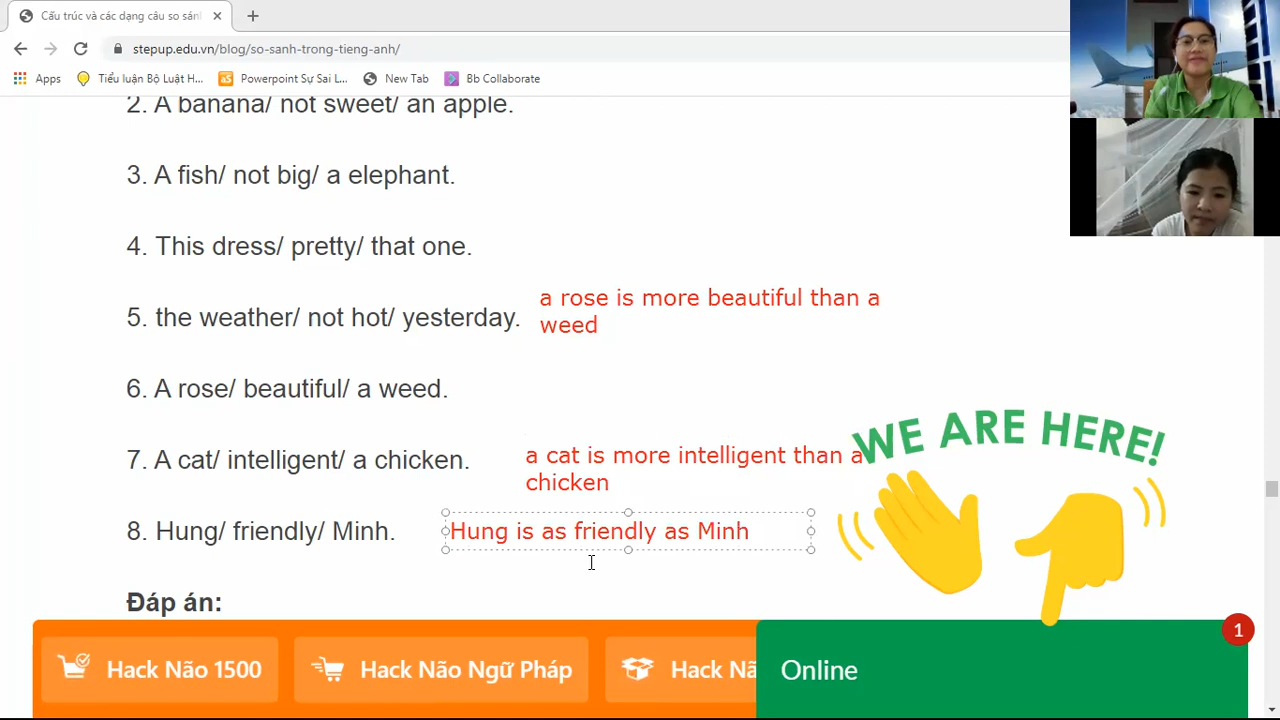 Cấu trúc và các dạng câu so sán
stepup.edu.vn/blog/so-sanh-trong-tieng-anh/
Apps
Tiểu luận Bộ Luật H...
Powerpoint Sự Sai L...
New Tab
Bb Collaborate
2. A banana/ not sweet/ an apple.
3. A fish/ not big/ a elephant.
4. This dress/ pretty/ that one.
a rose is more beautiful than a
weed
5. the weather/ not hot/ yesterday.
6. A rose/ beautiful/ a weed.
WE ARE HERE!
7. A cat/ intelligent/ a chicken.
a cat is more intelligent than a
chicken
8. Hung/ friendly/ Minh.
Hung is as friendly as Minh
Đáp án:
1
Hack Não 1500
Hack Não Ngữ Pháp
Hack Nã
Online